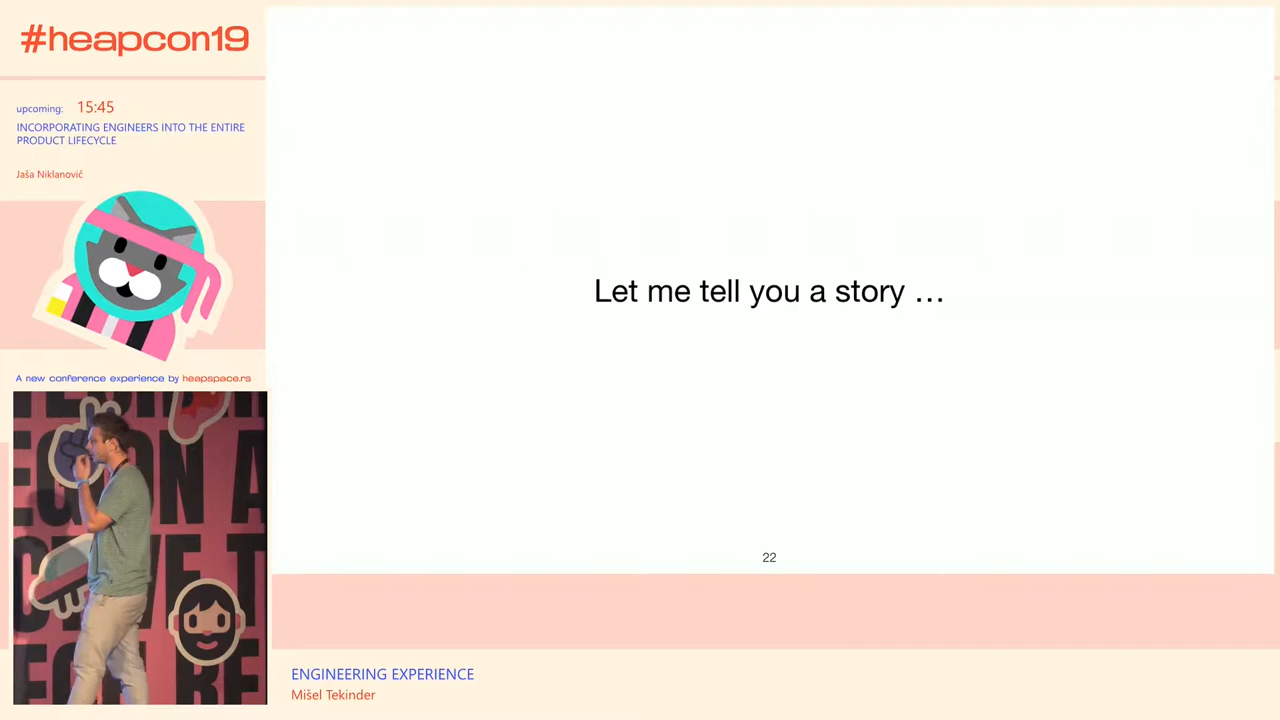 #heapcon19
upcoming: 15:45
INCORPORATING ENGINEERS INTO THE ENTIRE
PRODUCT LIFECYCLE
Jaša Niklanovič
A new conference experience by heapspace.rs
Let me tell you a story …
22
ENGINEERING EXPERIENCE
Mišel Tekinder